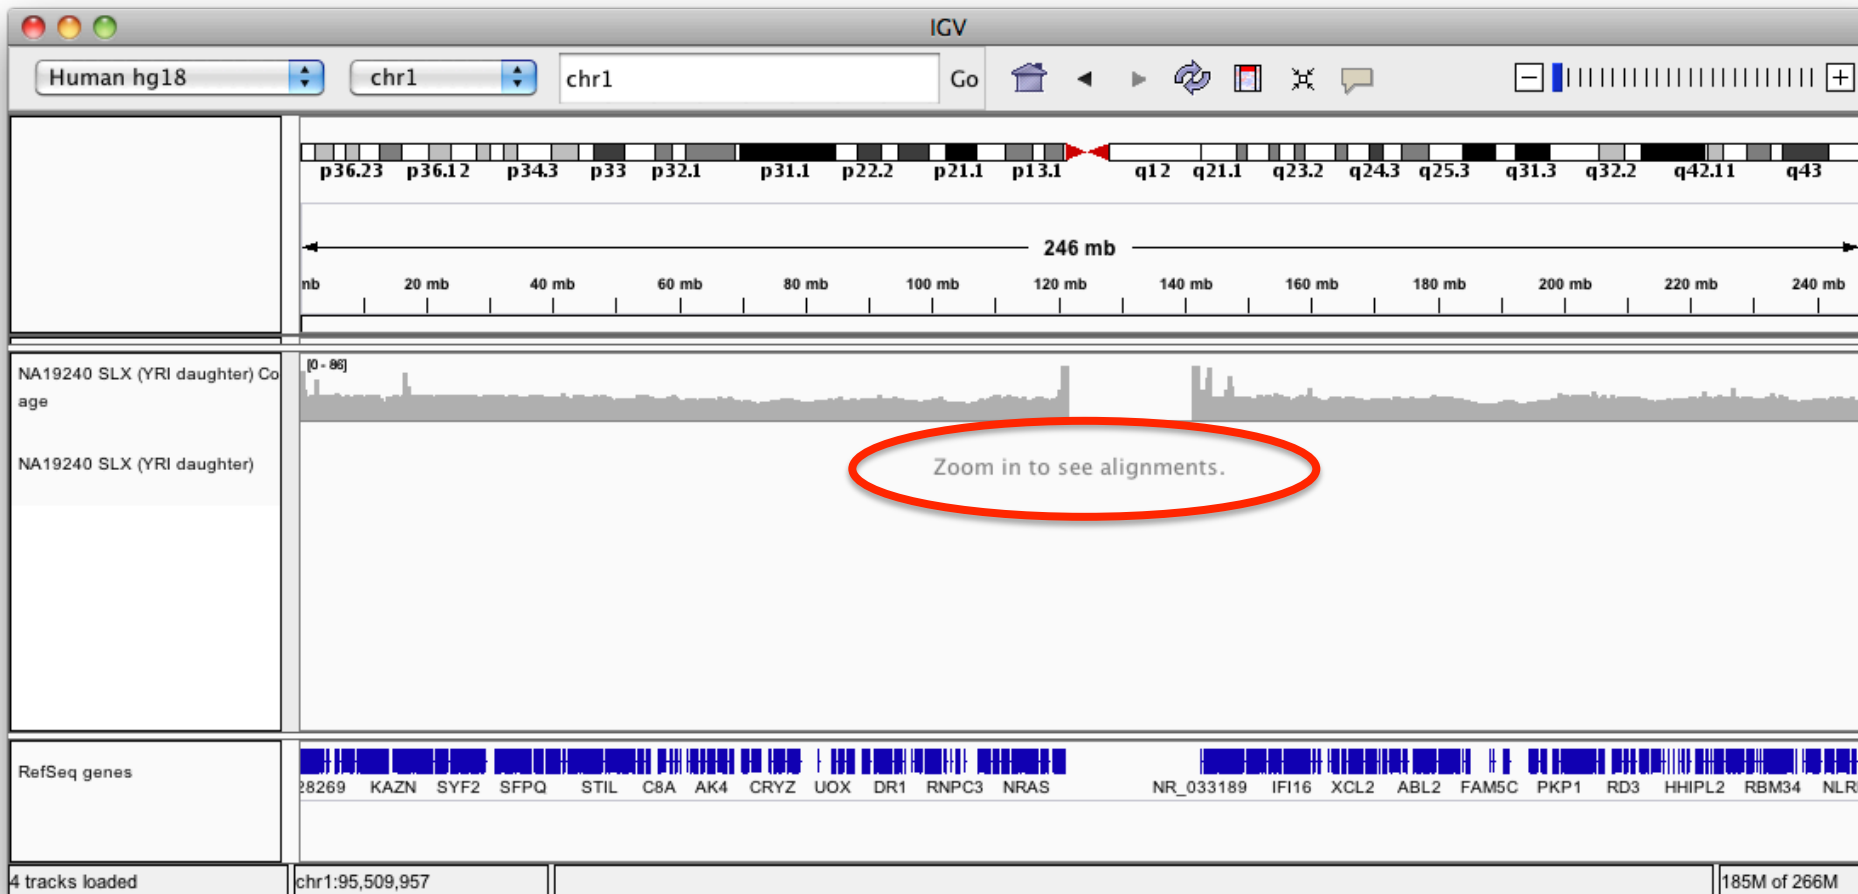 IGV
Human hg18 chr1 chr1 Go
p36.23 p36.12 p34.3 p33 p32.1 p31.1 p22.2 p21.1 p13.1 q12 q21.1 q23.2 q24.3 q25.3 q31.3 q32.2 q42.11 q43
246 mb
mb 20 mb 40 mb 60 mb 80 mb 100 mb 120 mb 140 mb 160 mb 180 mb 200 mb 220 mb 240 mb
[0 - 86]
NA19240 SLX (YRI daughter) Co
age
NA19240 SLX (YRI daughter)
Zoom in to see alignments.
RefSeq genes
28269 KAZN SYF2 SFPQ STIL C8A AK4 CRYZ UOX DR1 RNPC3 NRAS NR_033189 IFI16 XCL2 ABL2 FAM5C PKP1 RD3 HHIPL2 RBM34 NLR
4 tracks loaded chr1:95,509,957 185M of 266M